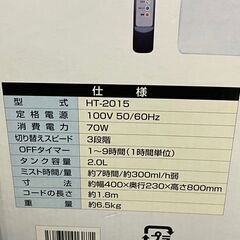 仕様
型式 HT-2015
定格電源 100V 50/60Hz
消費電力 70W
切り替えスピード 3段階
OFFタイマー 1～9時間(1時間単位)
タンク容量 2.0L
ミスト時間 約7時間/約300ml/h弱
寸法 約幅400×奥行230×高さ800mm
コードの長さ 約1.8m
重量 約6.5kg